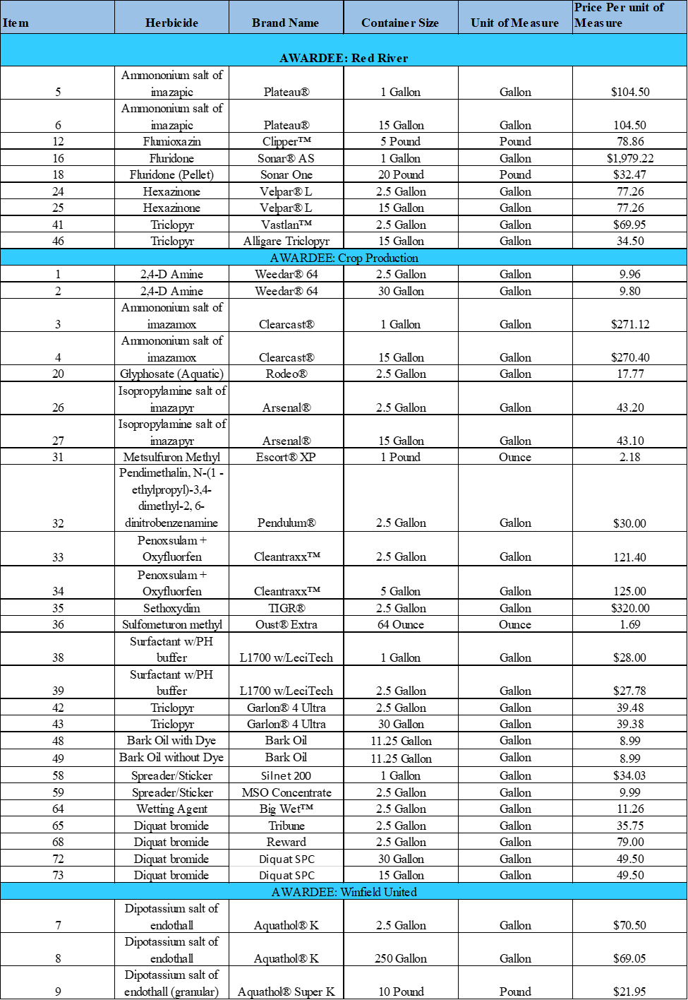 Item Herbicide Brand Name Container Size Unit of Measure Price Per unit of Measure
AWARDEE: Red River
5 Ammononium salt of imazapic Plateau® 1 Gallon Gallon $104.50
6 Ammononium salt of imazapic Plateau® 15 Gallon Gallon 104.50
12 Flumioxazin Clipper™ 5 Pound Pound 78.86
16 Fluridone Sonar® AS 1 Gallon Gallon $1,979.22
18 Fluridone (Pellet) Sonar One 20 Pound Pound $32.47
24 Hexazinone Velpar® L 2.5 Gallon Gallon 77.26
25 Hexazinone Velpar® L 15 Gallon Gallon 77.26
41 Triclopyr Vastlan™ 2.5 Gallon Gallon $69.95
46 Triclopyr Alligare Triclopyr 15 Gallon Gallon 34.50
AWARDEE: Crop Production
1 2,4-D Amine Weedar® 64 2.5 Gallon Gallon 9.96
2 2,4-D Amine Weedar® 64 30 Gallon Gallon 9.80
3 Ammononium salt of imazamox Clearcast® 1 Gallon Gallon $271.12
4 Ammononium salt of imazamox Clearcast® 15 Gallon Gallon $270.40
20 Glyphosate (Aquatic) Rodeo® 2.5 Gallon Gallon 17.77
26 Isopropylamine salt of imazapyr Arsenal® 2.5 Gallon Gallon 43.20
27 Isopropylamine salt of imazapyr Arsenal® 15 Gallon Gallon 43.10
31 Metsulfuron Methyl Escort® XP 1 Pound Ounce 2.18
32 Pendimethalin, N-(1 -ethylpropyl)-3,4-dimethyl-2, 6-dinitrobenzenamine Pendulum® 2.5 Gallon Gallon $30.00
33 Penoxsulam + Oxyfluorfen Cleantraxx™ 2.5 Gallon Gallon 121.40
34 Penoxsulam + Oxyfluorfen Cleantraxx™ 5 Gallon Gallon 125.00
35 Sethoxydim TIGR® 2.5 Gallon Gallon $320.00
36 Sulfometuron methyl Oust® Extra 64 Ounce Ounce 1.69
38 Surfactant w/PH buffer L1700 w/LeciTech 1 Gallon Gallon $28.00
39 Surfactant w/PH buffer L1700 w/LeciTech 2.5 Gallon Gallon $27.78
42 Triclopyr Garlon® 4 Ultra 2.5 Gallon Gallon 39.48
43 Triclopyr Garlon® 4 Ultra 30 Gallon Gallon 39.38
48 Bark Oil with Dye Bark Oil 11.25 Gallon Gallon 8.99
49 Bark Oil without Dye Bark Oil 11.25 Gallon Gallon 8.99
58 Spreader/Sticker Silnet 200 1 Gallon Gallon $34.03
59 Spreader/Sticker MSO Concentrate 2.5 Gallon Gallon 9.99
64 Wetting Agent Big Wet™ 2.5 Gallon Gallon 11.26
65 Diquat bromide Tribune 2.5 Gallon Gallon 35.75
68 Diquat bromide Reward 2.5 Gallon Gallon 79.00
72 Diquat bromide Diquat SPC 30 Gallon Gallon 49.50
73 Diquat bromide Diquat SPC 15 Gallon Gallon 49.50
AWARDEE: Winfield United
7 Dipotassium salt of endothall Aquathol® K 2.5 Gallon Gallon $70.50
8 Dipotassium salt of endothall Aquathol® K 250 Gallon Gallon $69.05
9 Dipotassium salt of endothall (granular) Aquathol® Super K 10 Pound Pound $21.95